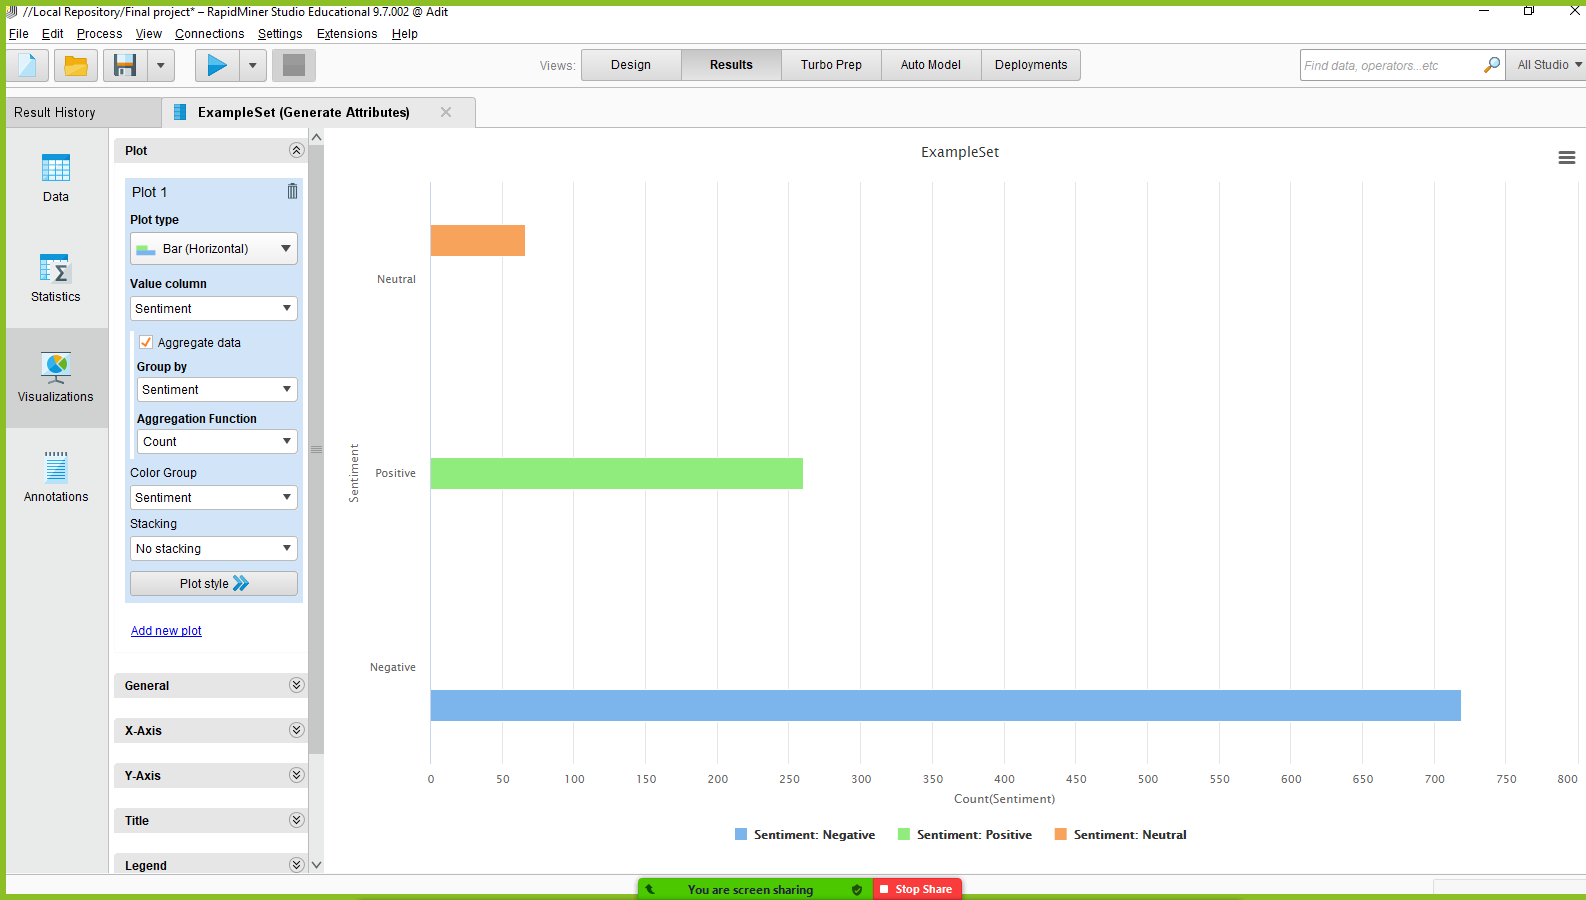 //Local Repository/Final project* – RapidMiner Studio Educational 9.7.002 @ Adit
File Edit Process View Connections Settings Extensions Help
Views: Design Results Turbo Prep Auto Model Deployments
Find data, operators...etc All Studio
Result History
ExampleSet (Generate Attributes)
Data
Statistics
Visualizations
Annotations
Plot
Plot 1
Plot type
Bar (Horizontal)
Value column
Sentiment
Aggregate data
Group by
Sentiment
Aggregation Function
Count
Color Group
Sentiment
Stacking
No stacking
Plot style
Add new plot
General
X-Axis
Y-Axis
Title
Legend
ExampleSet
Neutral
Positive
Negative
Sentiment
0 50 100 150 200 250 300 350 400 450 500 550 600 650 700 750 800
Count(Sentiment)
Sentiment: Negative Sentiment: Positive Sentiment: Neutral
You are screen sharing Stop Share